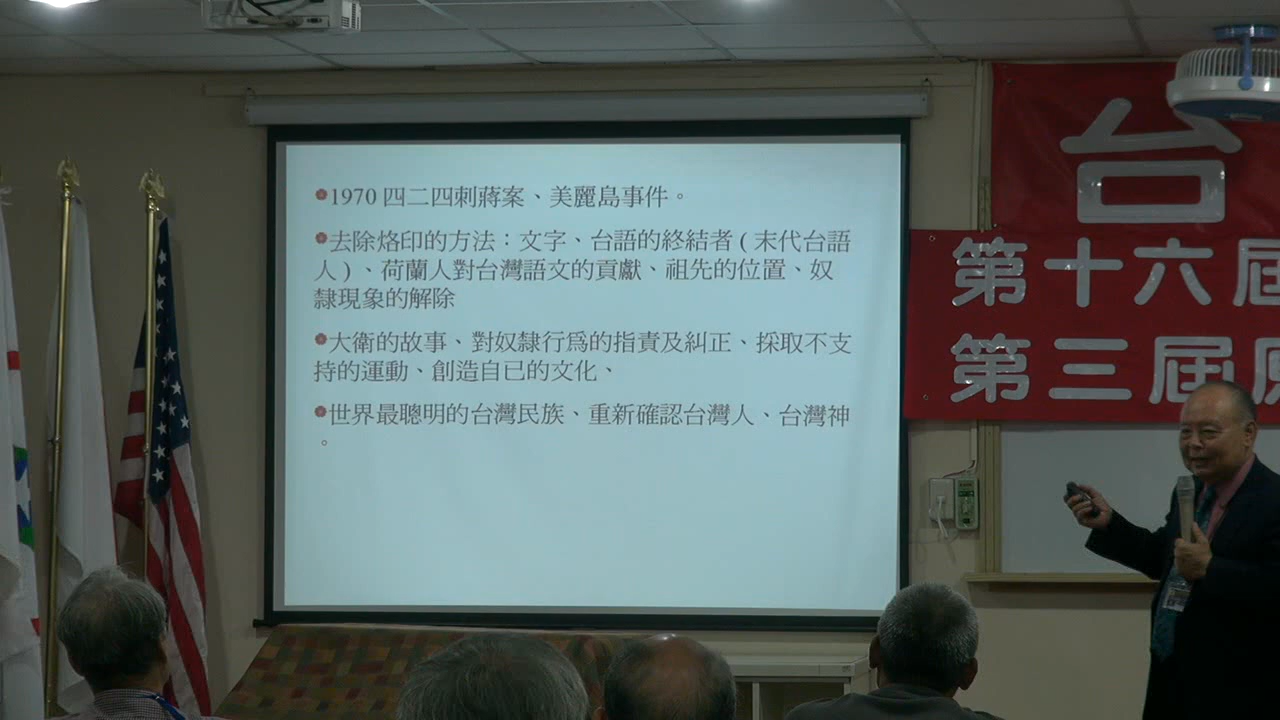 1970 四二四刺蔣案、美麗島事件。
去除烙印的方法：文字、台語的終結者（末代台語
人）、荷蘭人對台灣語文的貢獻、祖先的位置、奴
隸現象的解除
大衛的故事、對奴隸行爲的指責及糾正、採取不支
持的運動、創造自己的文化、
世界最聰明的台灣民族、重新確認台灣人、台灣神
。
台
第十六屆
第三屆